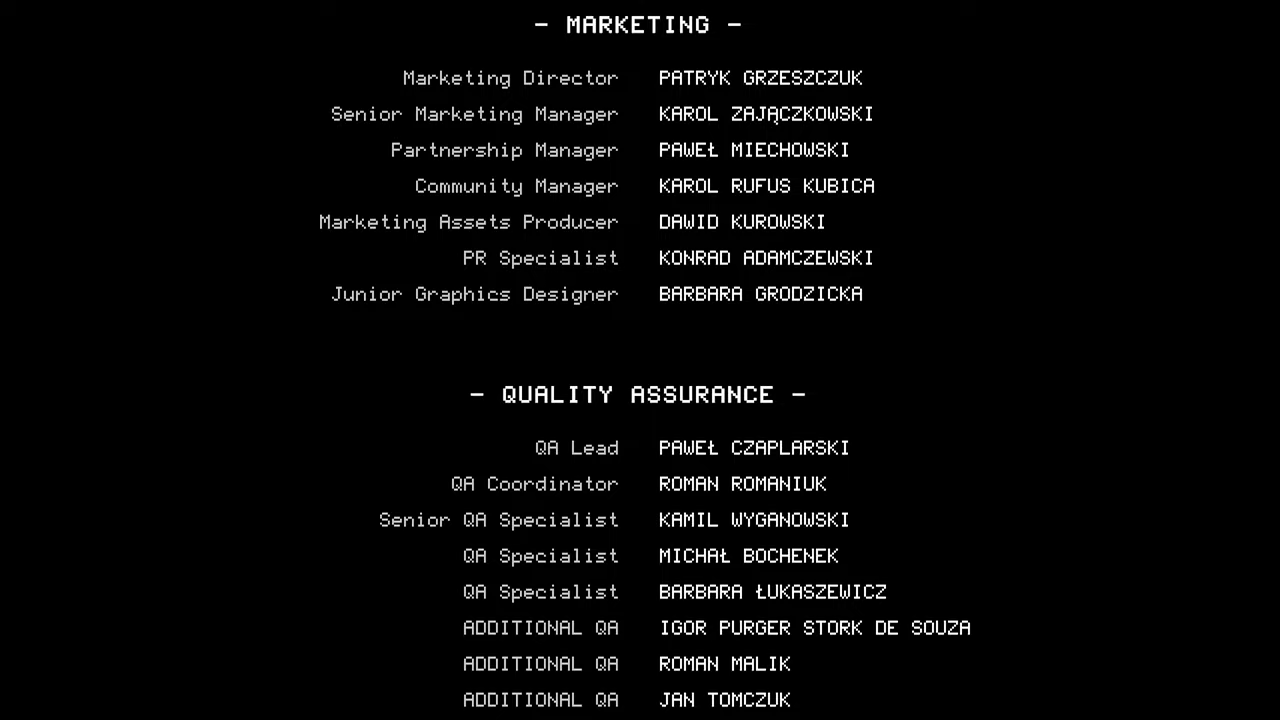 - MARKETING -
Marketing Director PATRYK GRZESZCZUK
Senior Marketing Manager KAROL ZAJĄCZKOWSKI
Partnership Manager PAWEŁ MIECHOWSKI
Community Manager KAROL RUFUS KUBICA
Marketing Assets Producer DAWID KUROWSKI
PR Specialist KONRAD ADAMCZEWSKI
Junior Graphics Designer BARBARA GRODZICKA
- QUALITY ASSURANCE -
QA Lead PAWEŁ CZAPLARSKI
QA Coordinator ROMAN ROMANIUK
Senior QA Specialist KAMIL WYGANOWSKI
QA Specialist MICHAŁ BOCHENEK
QA Specialist BARBARA ŁUKASZEWICZ
ADDITIONAL QA IGOR PURGER STORK DE SOUZA
ADDITIONAL QA ROMAN MALIK
ADDITIONAL QA JAN TOMCZUK